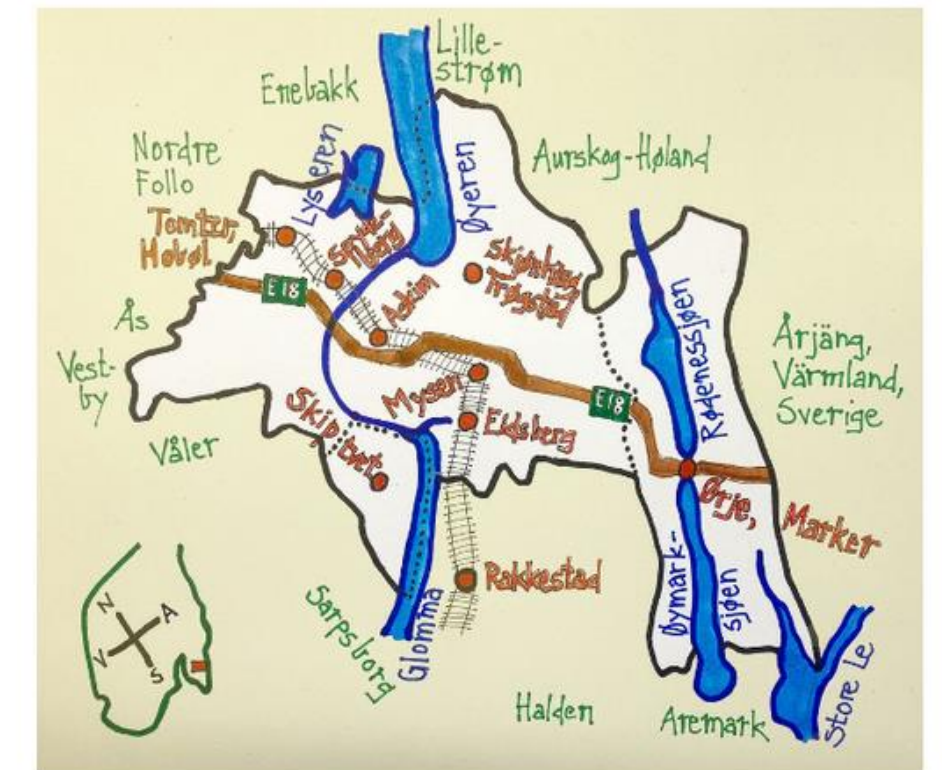 Lille-
strøm
Enebakk
Nordre
Follo
Lyseren
Øyeren
Aurskog-Høland
Tomter,
Hobøl
Spyde-
berg
Skjønhaug
Trøgstad
E18
Askim
Ås
Vest-
by
Våler
Mysen
Eidsberg
Skiptvet
E18
Rødenessjøen
Årjäng,
Värmland,
Sverige
Ørje,
Marker
Rakkestad
Sarpsborg
Glomma
Øymark-
sjøen
Halden
Aremark
Store Le
N
A
V
S